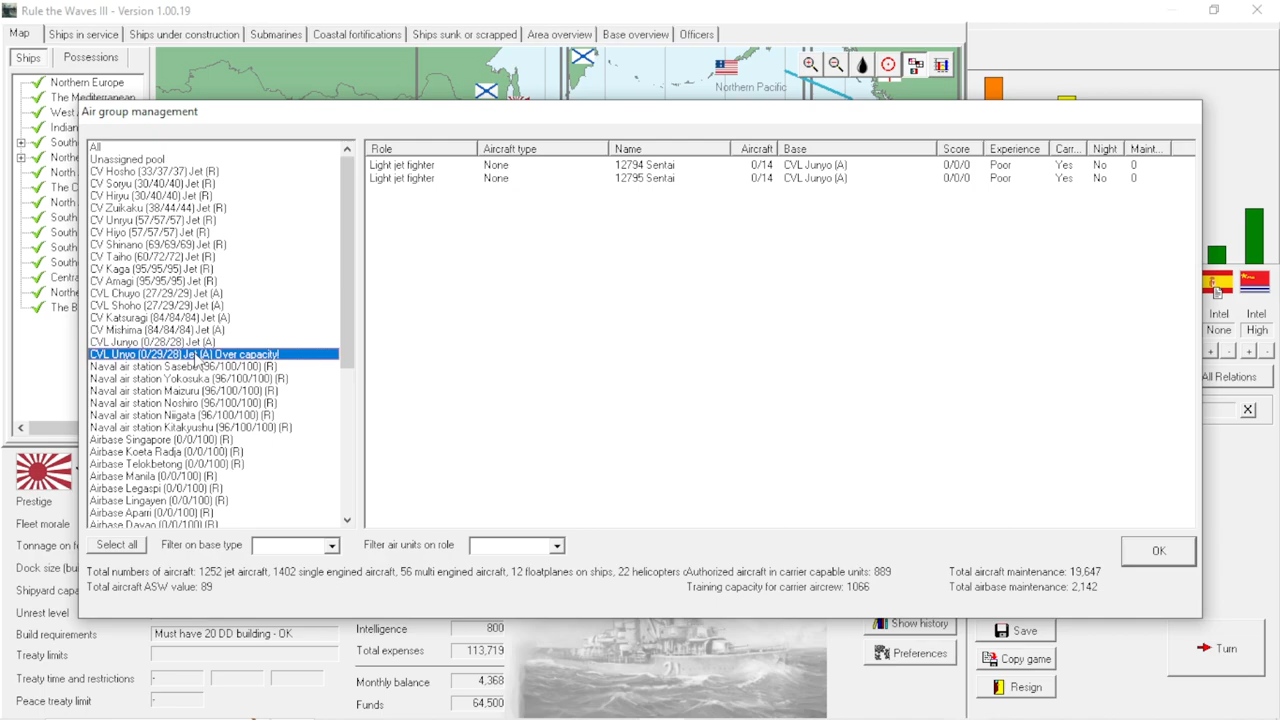 Rule the Waves III - Version 1.00.19
Map
Ships in service
Ships under construction
Submarines
Coastal fortifications
Ships sunk or scrapped
Area overview
Base overview
Officers
Ships
Possessions
Northern Europe
The Mediterranean
Northern Pacific
Air group management
All
Unassigned pool
CV Hosho (33/37/37) Jet (R)
CV Soryu (30/40/40) Jet (R)
CV Hiryu (30/40/40) Jet (R)
CV Zuikaku (38/44/44) Jet (R)
CV Unryu (57/57/57) Jet (R)
CV Hiyo (57/57/57) Jet (R)
CV Shinano (69/69/69) Jet (R)
CV Taiho (60/72/72) Jet (R)
CV Kaga (95/95/95) Jet (R)
CV Amagi (95/95/95) Jet (R)
CVL Chuyo (27/29/29) Jet (A)
CVL Shoho (27/29/29) Jet (A)
CV Katsuragi (84/84/84) Jet (A)
CV Mishima (84/84/84) Jet (A)
CVL Junyo (0/28/28) Jet (A)
CVL Unyo (0/29/28) Jet (A) Over capacity!
Naval air station Sasebo (96/100/100) (R)
Naval air station Yokosuka (96/100/100) (R)
Naval air station Maizuru (96/100/100) (R)
Naval air station Noshiro (96/100/100) (R)
Naval air station Niigata (96/100/100) (R)
Naval air station Kitakyushu (96/100/100) (R)
Airbase Singapore (0/0/100) (R)
Airbase Koeta Radja (0/0/100) (R)
Airbase Telokbetong (0/0/100) (R)
Airbase Manila (0/0/100) (R)
Airbase Legaspi (0/0/100) (R)
Airbase Lingayen (0/0/100) (R)
Airbase Aparri (0/0/100) (R)
Airbase Davao (0/0/100) (R)
Role Aircraft type Name Aircraft Base Score Experience Carr... Night Maint...
Light jet fighter None 12794 Sentai 0/14 CVL Junyo (A) 0/0/0 Poor Yes No 0
Light jet fighter None 12795 Sentai 0/14 CVL Junyo (A) 0/0/0 Poor Yes No 0
Select all
Filter on base type
Filter air units on role
OK
Total numbers of aircraft: 1252 jet aircraft, 1402 single engined aircraft, 56 multi engined aircraft, 12 floatplanes on ships, 22 helicopters
Authorized aircraft in carrier capable units: 889
Total aircraft maintenance: 19,647
Total aircraft ASW value: 89
Training capacity for carrier aircrew: 1066
Total airbase maintenance: 2,142
Intel Intel
None High
+ - + -
All Relations
X
Prestige
Fleet morale
Unrest level
Build requirements Must have 20 DD building - OK
Treaty limits
Treaty time and restrictions - 
Peace treaty limit -
Intelligence 800
Total expenses 113,719
Monthly balance 4,368
Funds 64,500
Show history
Preferences
Save
Copy game
Resign
Turn